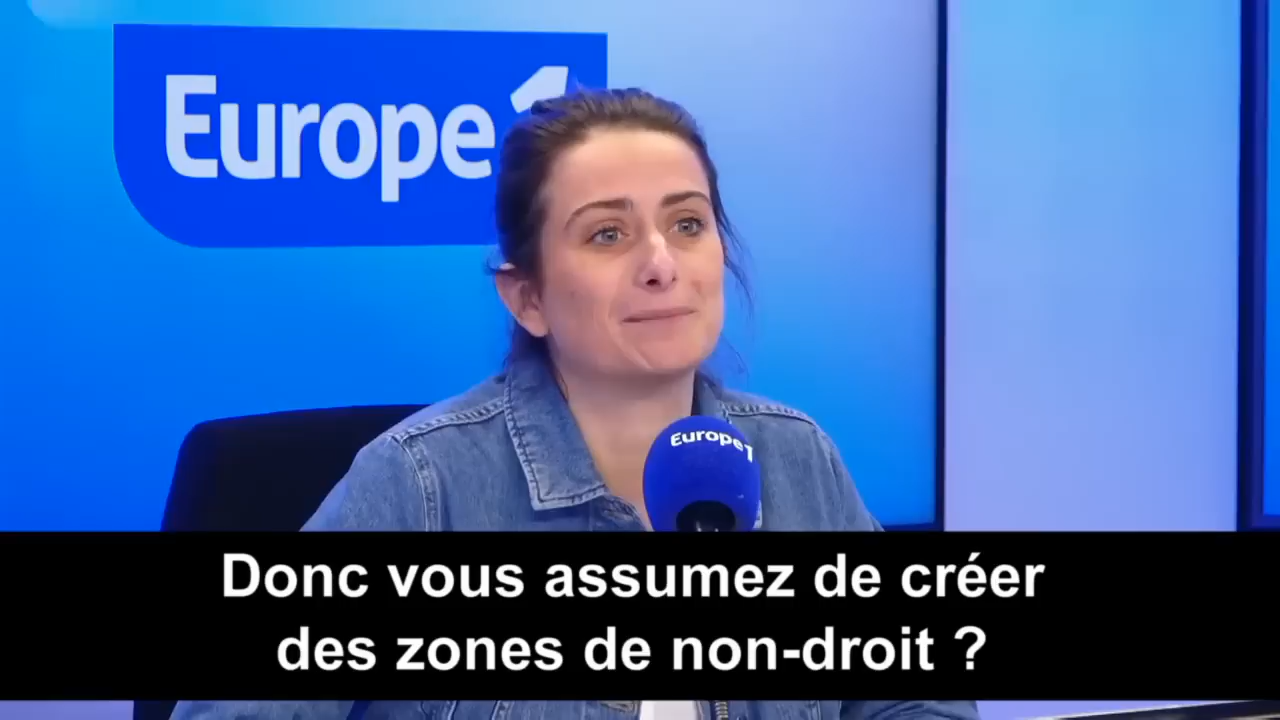 Europe 1
Europe 1
Donc vous assumez de créer
des zones de non-droit ?